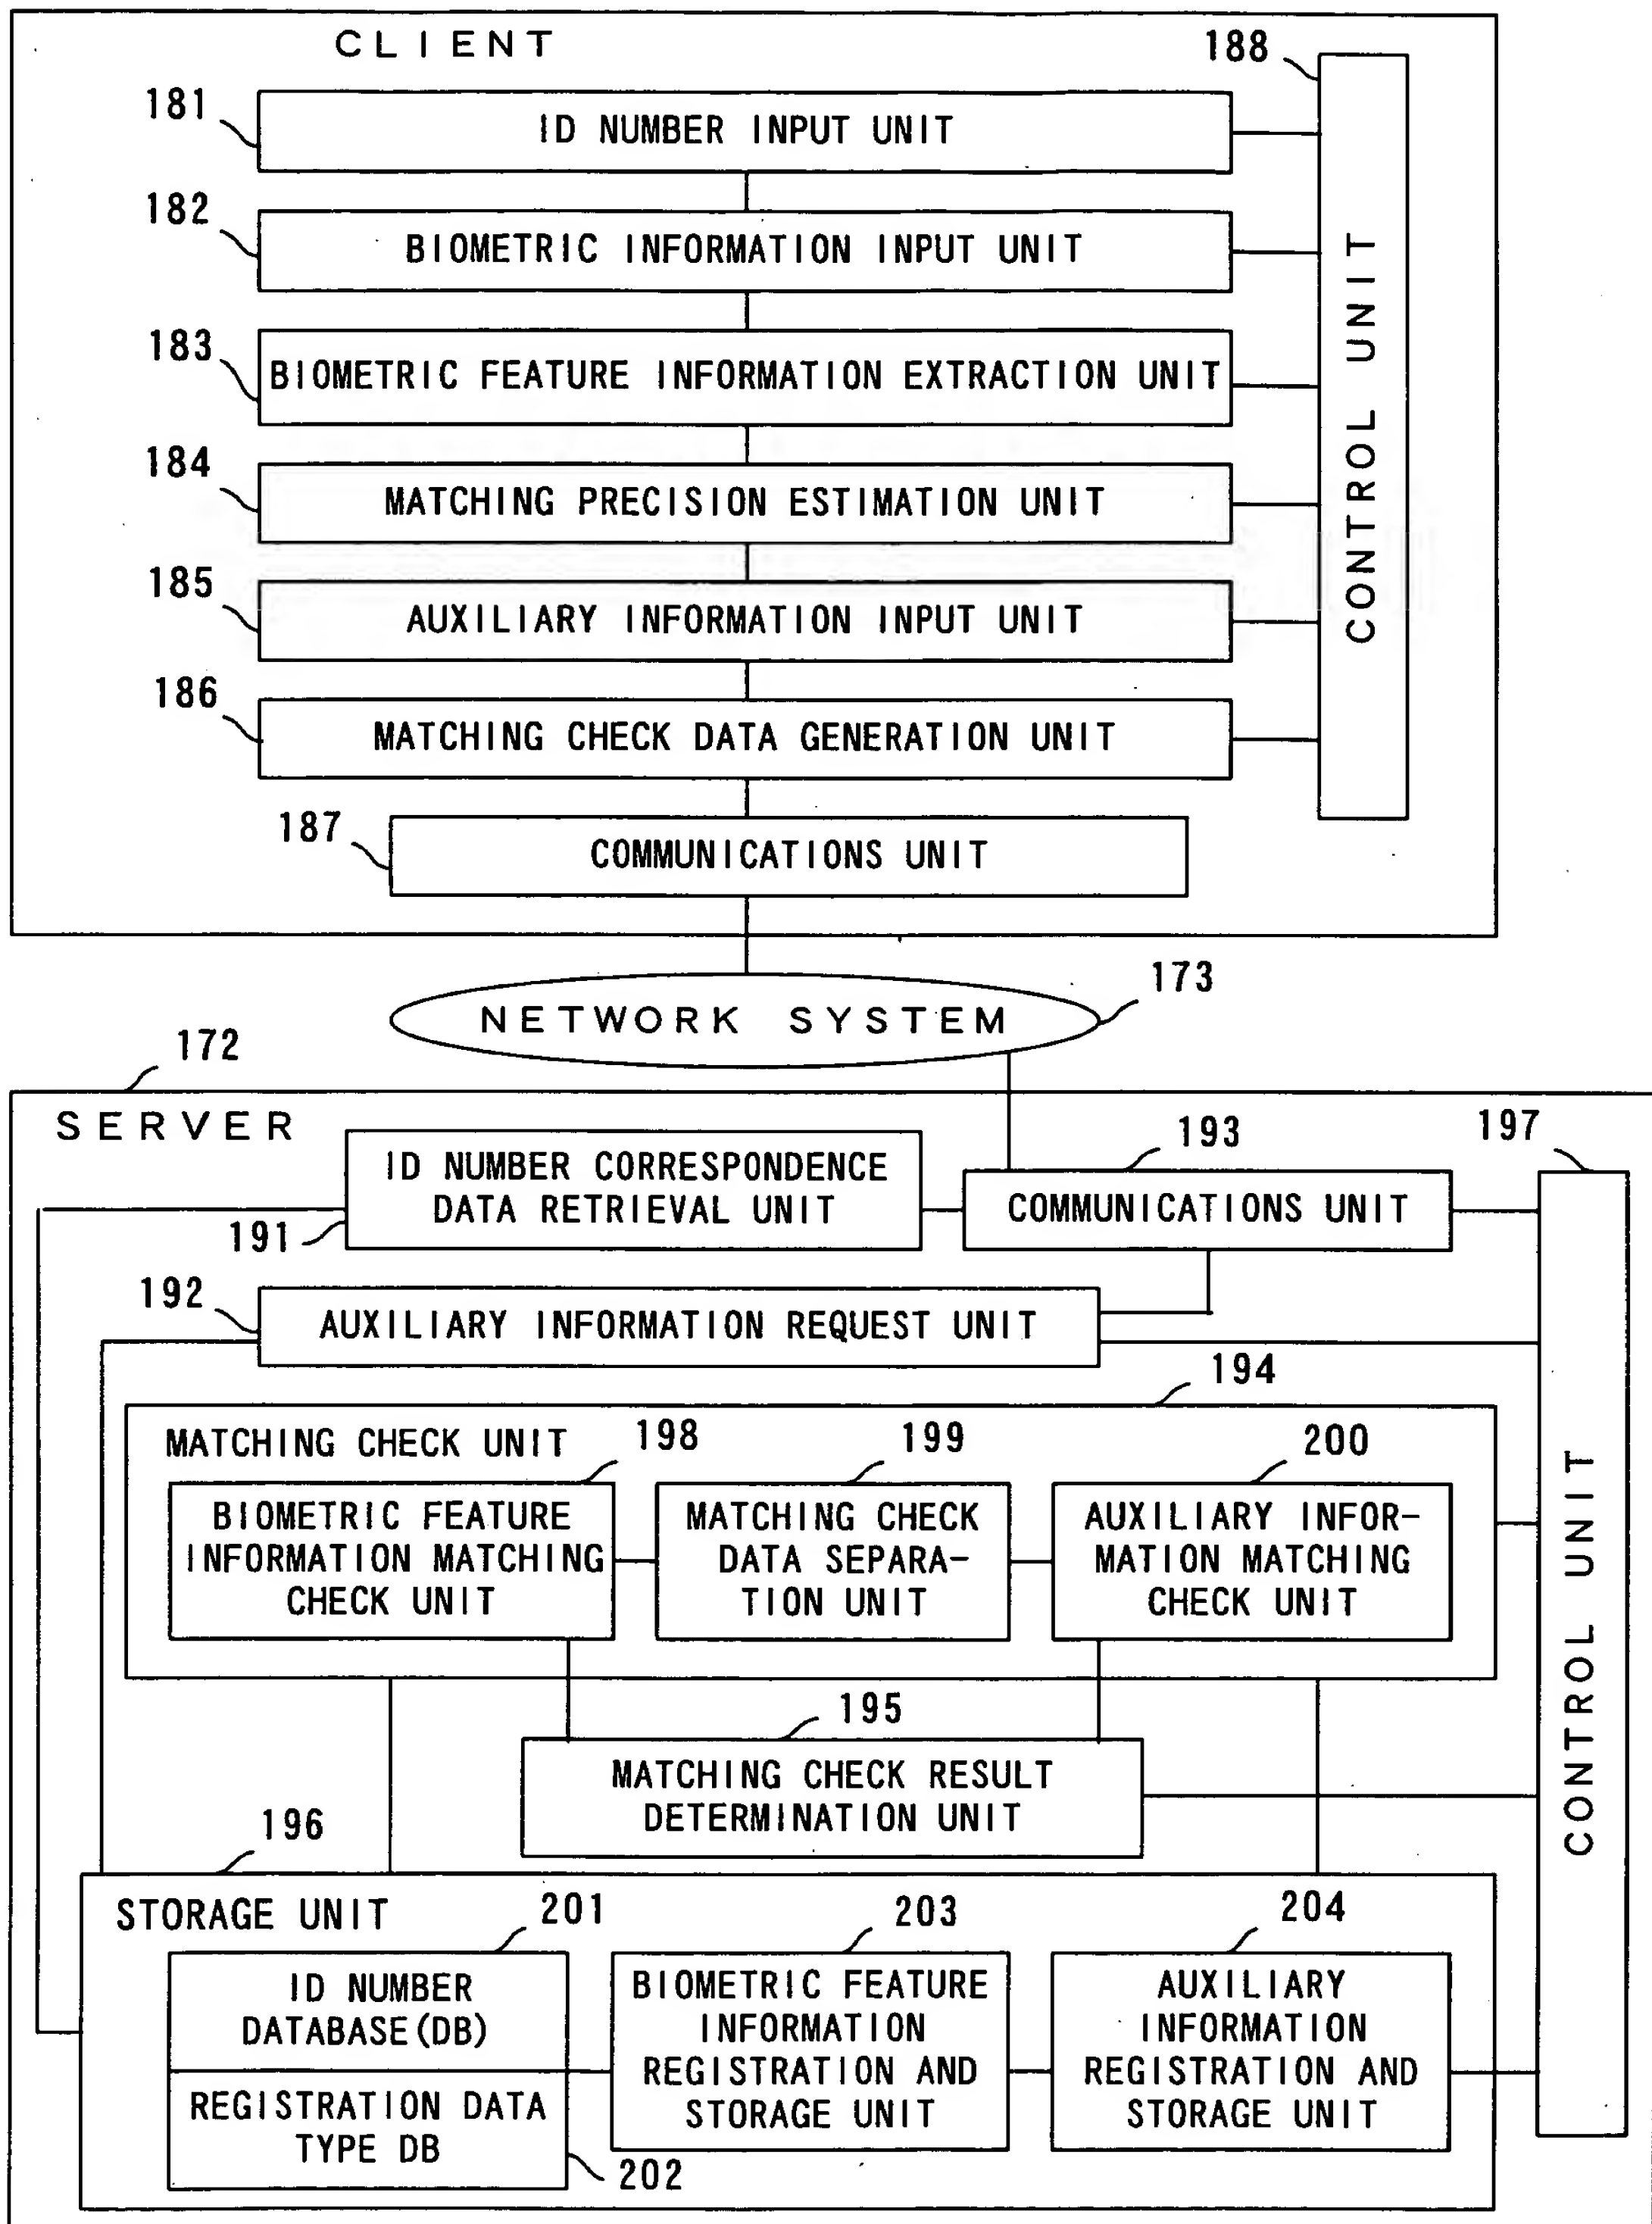 CLIENT
188
181
ID NUMBER INPUT UNIT
182
BIOMETRIC INFORMATION INPUT UNIT
183
BIOMETRIC FEATURE INFORMATION EXTRACTION UNIT
184
MATCHING PRECISION ESTIMATION UNIT
185
AUXILIARY INFORMATION INPUT UNIT
186
MATCHING CHECK DATA GENERATION UNIT
187
COMMUNICATIONS UNIT
CONTROL UNIT
NETWORK SYSTEM
173
172
SERVER
193
197
ID NUMBER CORRESPONDENCE
DATA RETRIEVAL UNIT
191
COMMUNICATIONS UNIT
192
AUXILIARY INFORMATION REQUEST UNIT
194
MATCHING CHECK UNIT
198
199
200
BIOMETRIC FEATURE
INFORMATION MATCHING
CHECK UNIT
MATCHING CHECK
DATA SEPARA-
TION UNIT
AUXILIARY INFOR-
MATION MATCHING
CHECK UNIT
CONTROL UNIT
195
MATCHING CHECK RESULT
DETERMINATION UNIT
196
STORAGE UNIT
201
203
204
ID NUMBER
DATABASE(DB)
REGISTRATION DATA
TYPE DB
202
BIOMETRIC FEATURE
INFORMATION
REGISTRATION AND
STORAGE UNIT
AUXILIARY
INFORMATION
REGISTRATION AND
STORAGE UNIT